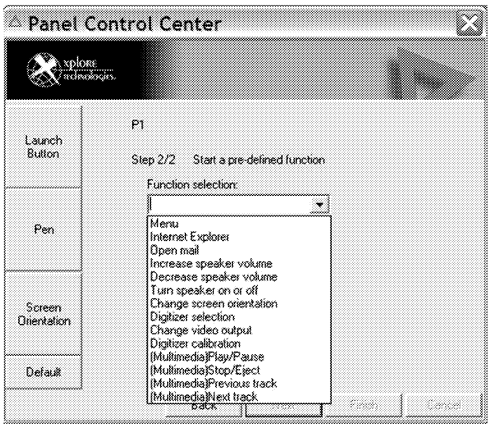 Panel Control Center
xplore
technologies.
Launch
Button
Pen
Screen
Orientation
Default
P1
Step 2/2 Start a pre-defined function
Function selection:
Menu
Internet Explorer
Open mail
Increase speaker volume
Decrease speaker volume
Turn speaker on or off
Change screen orientation
Digitizer selection
Change video output
Digitizer calibration
(Multimedia)Play/Pause
(Multimedia)Stop/Eject
(Multimedia)Previous track
(Multimedia)Next track
Back Next Finish Cancel